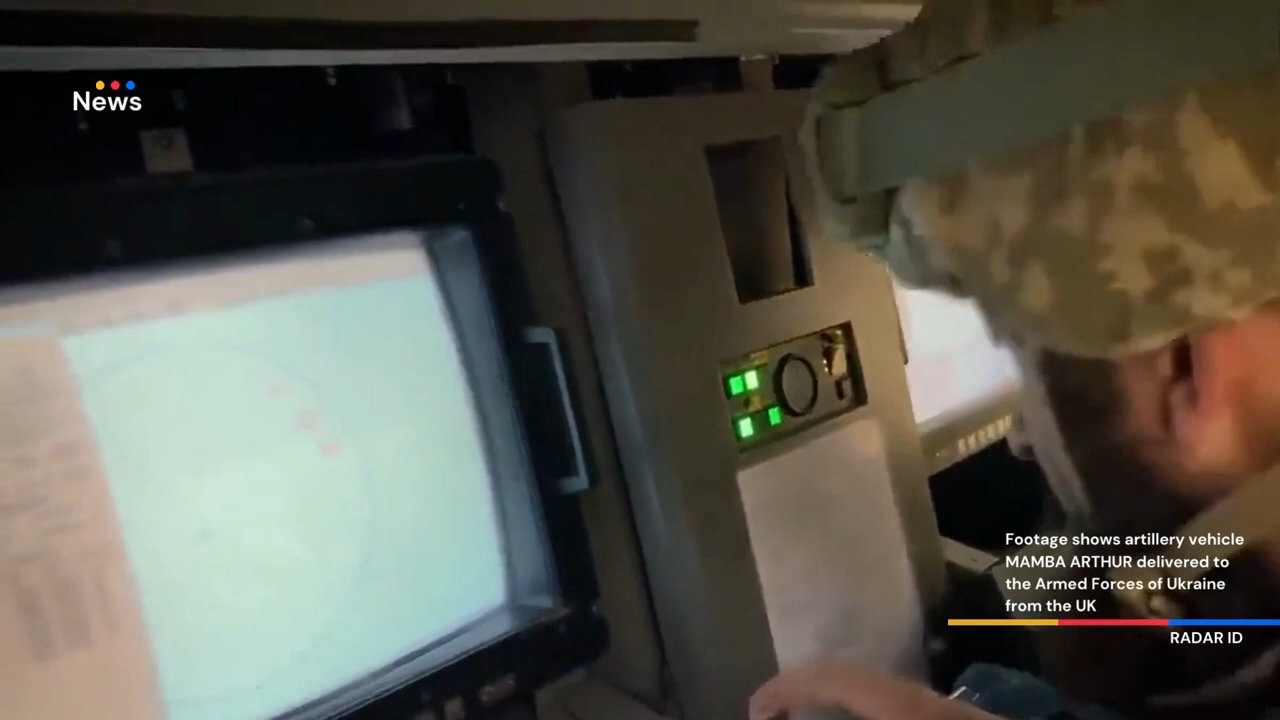 News
Footage shows artillery vehicle
MAMBA ARTHUR delivered to
the Armed Forces of Ukraine
from the UK
RADAR ID